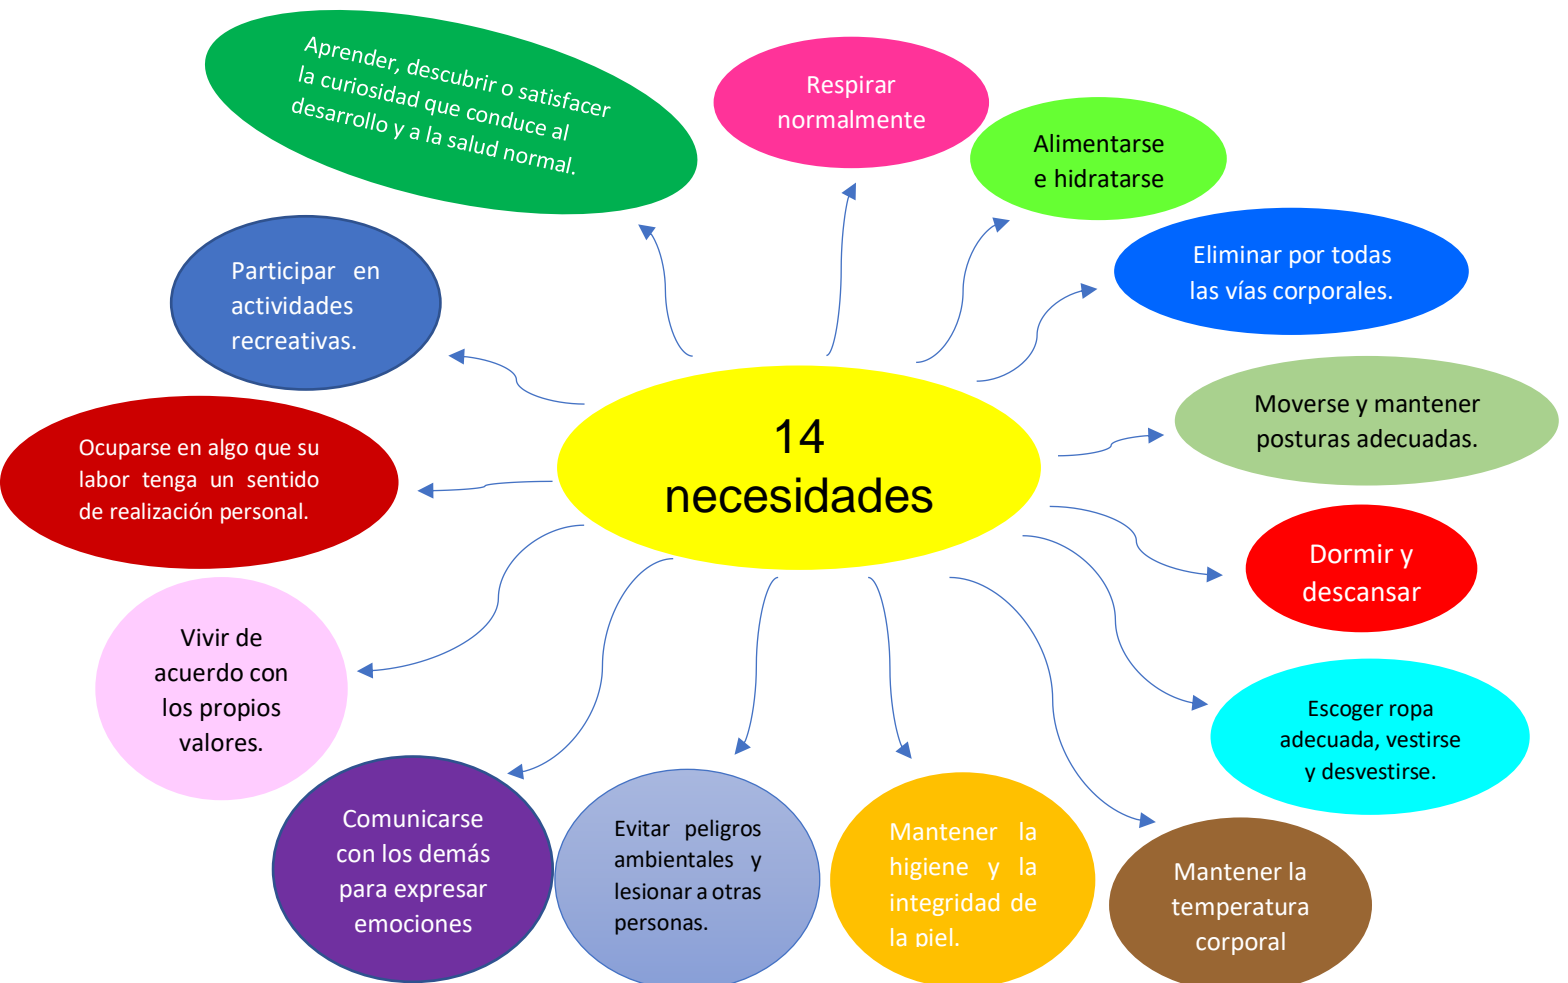 Aprender, descubrir o satisfacer
la curiosidad que conduce al
desarrollo y a la salud normal.
Respirar
normalmente
Alimentarse
e hidratarse
Eliminar por todas
las vías corporales.
Participar en
actividades
recreativas.
Moverse y mantener
posturas adecuadas.
14
necesidades
Ocuparse en algo que su
labor tenga un sentido
de realización personal.
Dormir y
descansar
Vivir de
acuerdo con
los propios
valores.
Escoger ropa
adecuada, vestirse
y desvestirse.
Comunicarse
con los demás
para expresar
emociones
Evitar peligros
ambientales y
lesionar a otras
personas.
Mantener la
higiene y la
integridad de
la piel.
Mantener la
temperatura
corporal